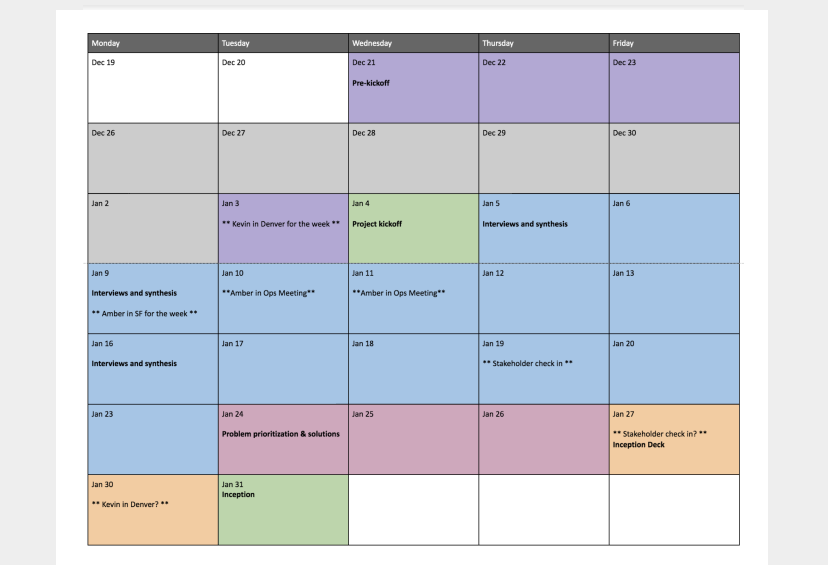 Monday Tuesday Wednesday Thursday Friday
Dec 19 Dec 20 Dec 21 Dec 22 Dec 23
Pre-kickoff
Dec 26 Dec 27 Dec 28 Dec 29 Dec 30
Jan 2 Jan 3 Jan 4 Jan 5 Jan 6
** Kevin in Denver for the week ** Project kickoff Interviews and synthesis
Jan 9 Jan 10 Jan 11 Jan 12 Jan 13
Interviews and synthesis **Amber in Ops Meeting** **Amber in Ops Meeting**
** Amber in SF for the week **
Jan 16 Jan 17 Jan 18 Jan 19 Jan 20
Interviews and synthesis ** Stakeholder check in **
Jan 23 Jan 24 Jan 25 Jan 26 Jan 27
Problem prioritization & solutions ** Stakeholder check in? **
Inception Deck
Jan 30 Jan 31
Inception
** Kevin in Denver? **